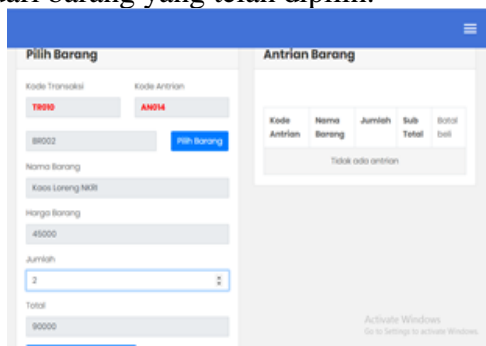 dari barang yang telah dipilih.
Pilih Barang
Kode Transaksi Kode Antrian
TR010 AN014
BR002 Pilih Barang
Nama Barang
Kaos Loreng NKRI
Harga Barang
45000
Jumlah
2
Total
90000
Antrian Barang
Kode Antrian Nama Barang Jumlah Sub Total Batal beli
Tidak ada antrian
Activate Windows
Go to Settings to activate Windows.